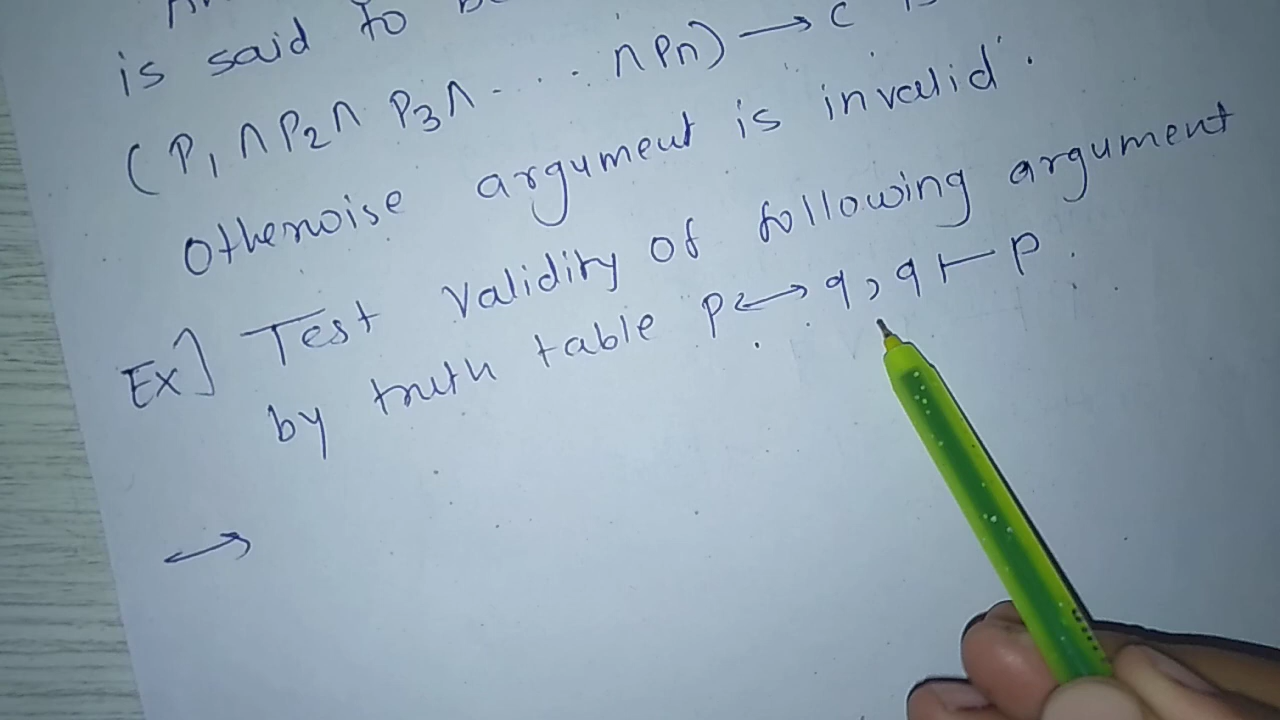 is said to
(P1 ∧ P2 ∧ P3 ∧ .... ∧ Pn) → c
Otherwise argument is invalid.
Ex] Test Validity of following argument
by truth table p ↔ q, q ⊢ p.
↔